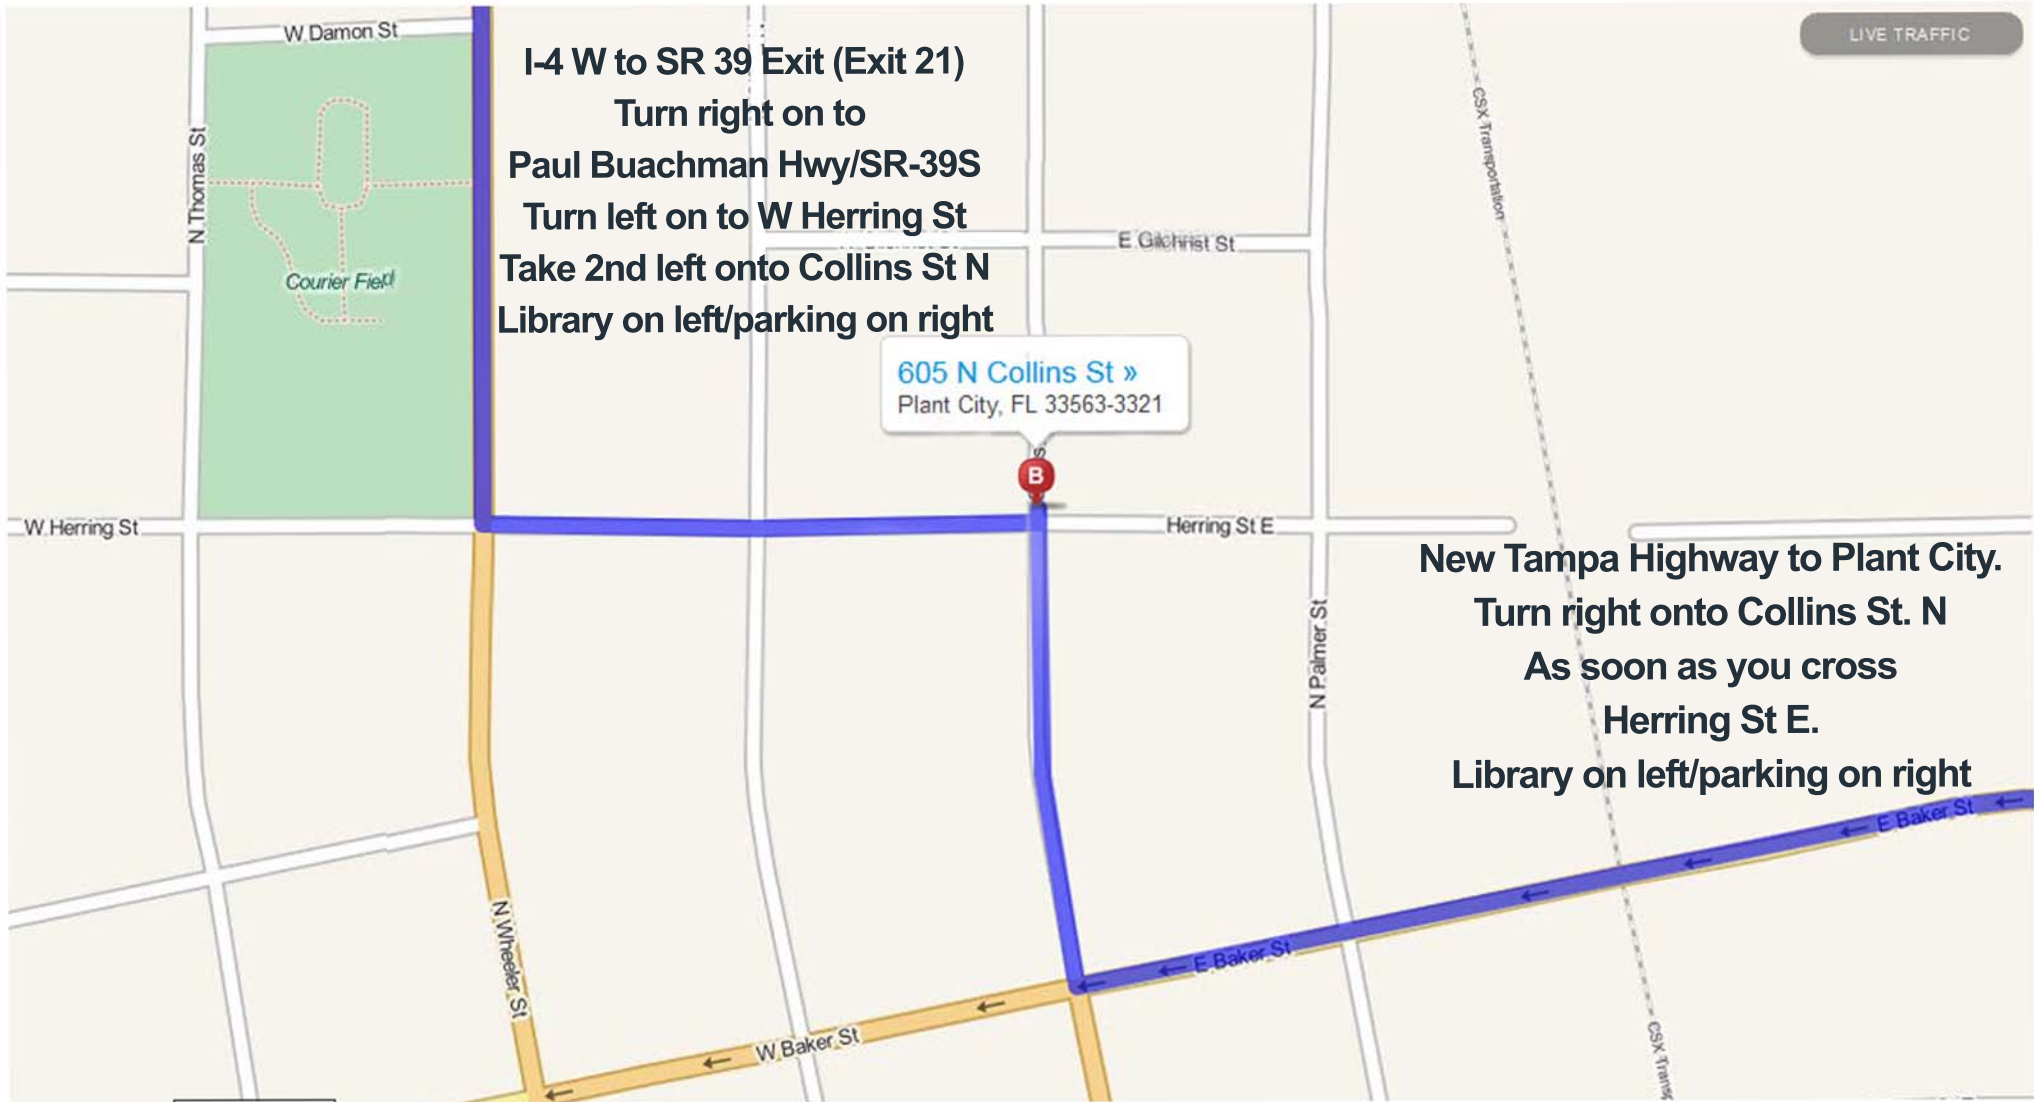 W Damon St
LIVE TRAFFIC
I-4 W to SR 39 Exit (Exit 21)
Turn right on to
Paul Buachman Hwy/SR-39S
Turn left on to W Herring St
Take 2nd left onto Collins St N
Library on left/parking on right
N Thomas St
CSX Transportation
E Gilchrist St
Courier Field
605 N Collins St »
Plant City, FL 33563-3321
B
W Herring St
Herring St E
New Tampa Highway to Plant City.
Turn right onto Collins St. N
As soon as you cross
Herring St E.
Library on left/parking on right
N Palmer St
E Baker St
N Wheeler St
E Baker St
W Baker St
CSX Trans